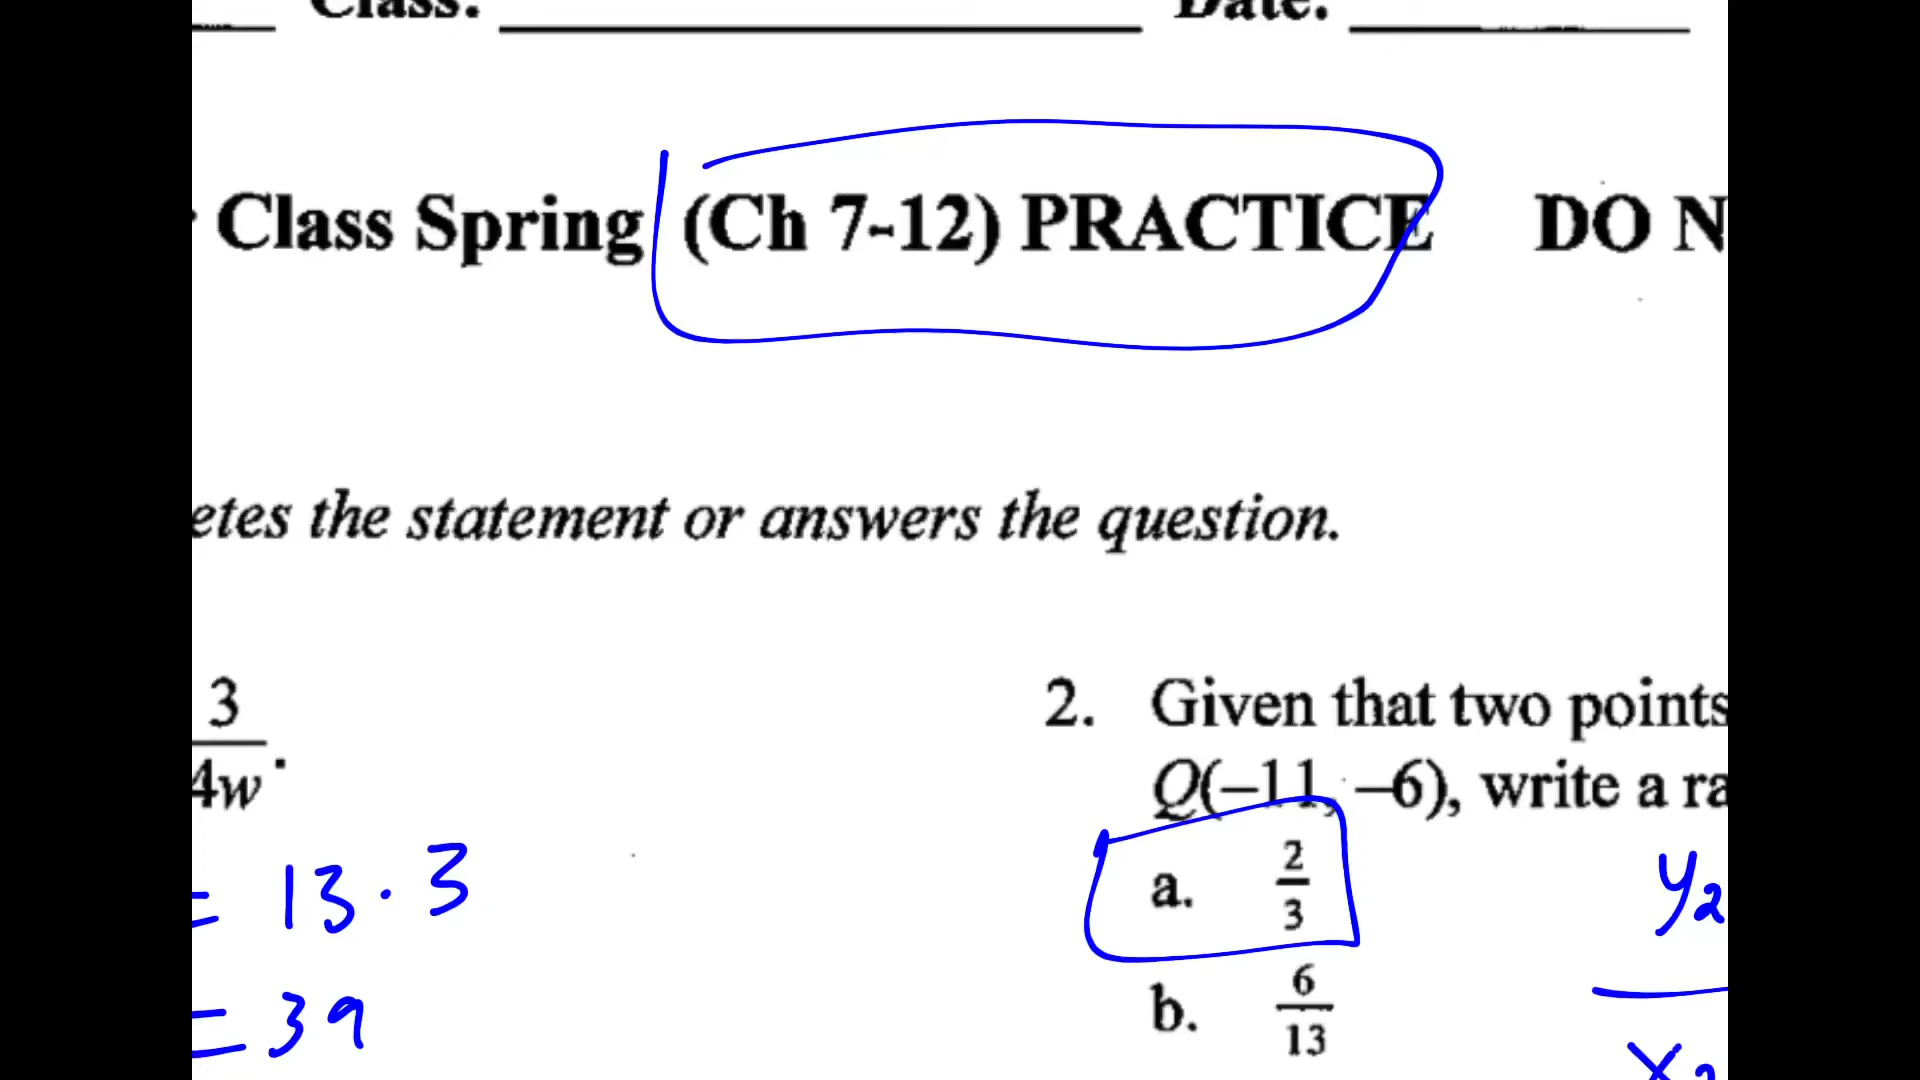 Class: Date:
Class Spring (Ch 7-12) PRACTICE DO N
etes the statement or answers the question.
3
4w.
= 13 · 3
= 39
2. Given that two points
Q(–11, –6), write a ra
a. 2/3
b. 6/13
y2
x2